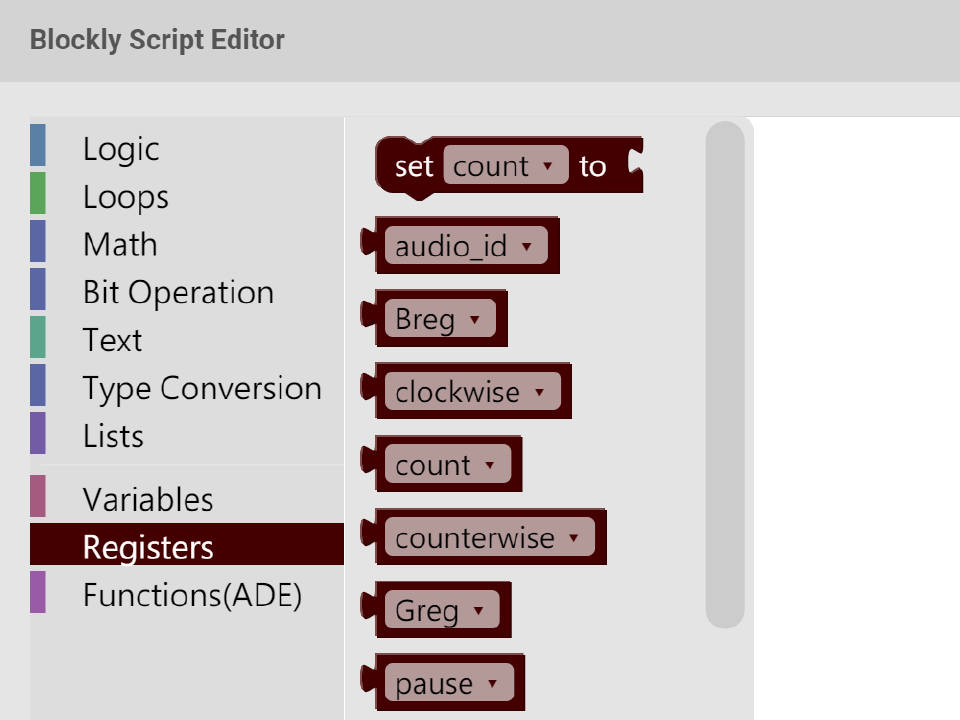 Blockly Script Editor
Logic
Loops
Math
Bit Operation
Text
Type Conversion
Lists
Variables
Registers
Functions(ADE)
set count to
audio_id
Breg
clockwise
count
counterwise
Greg
pause